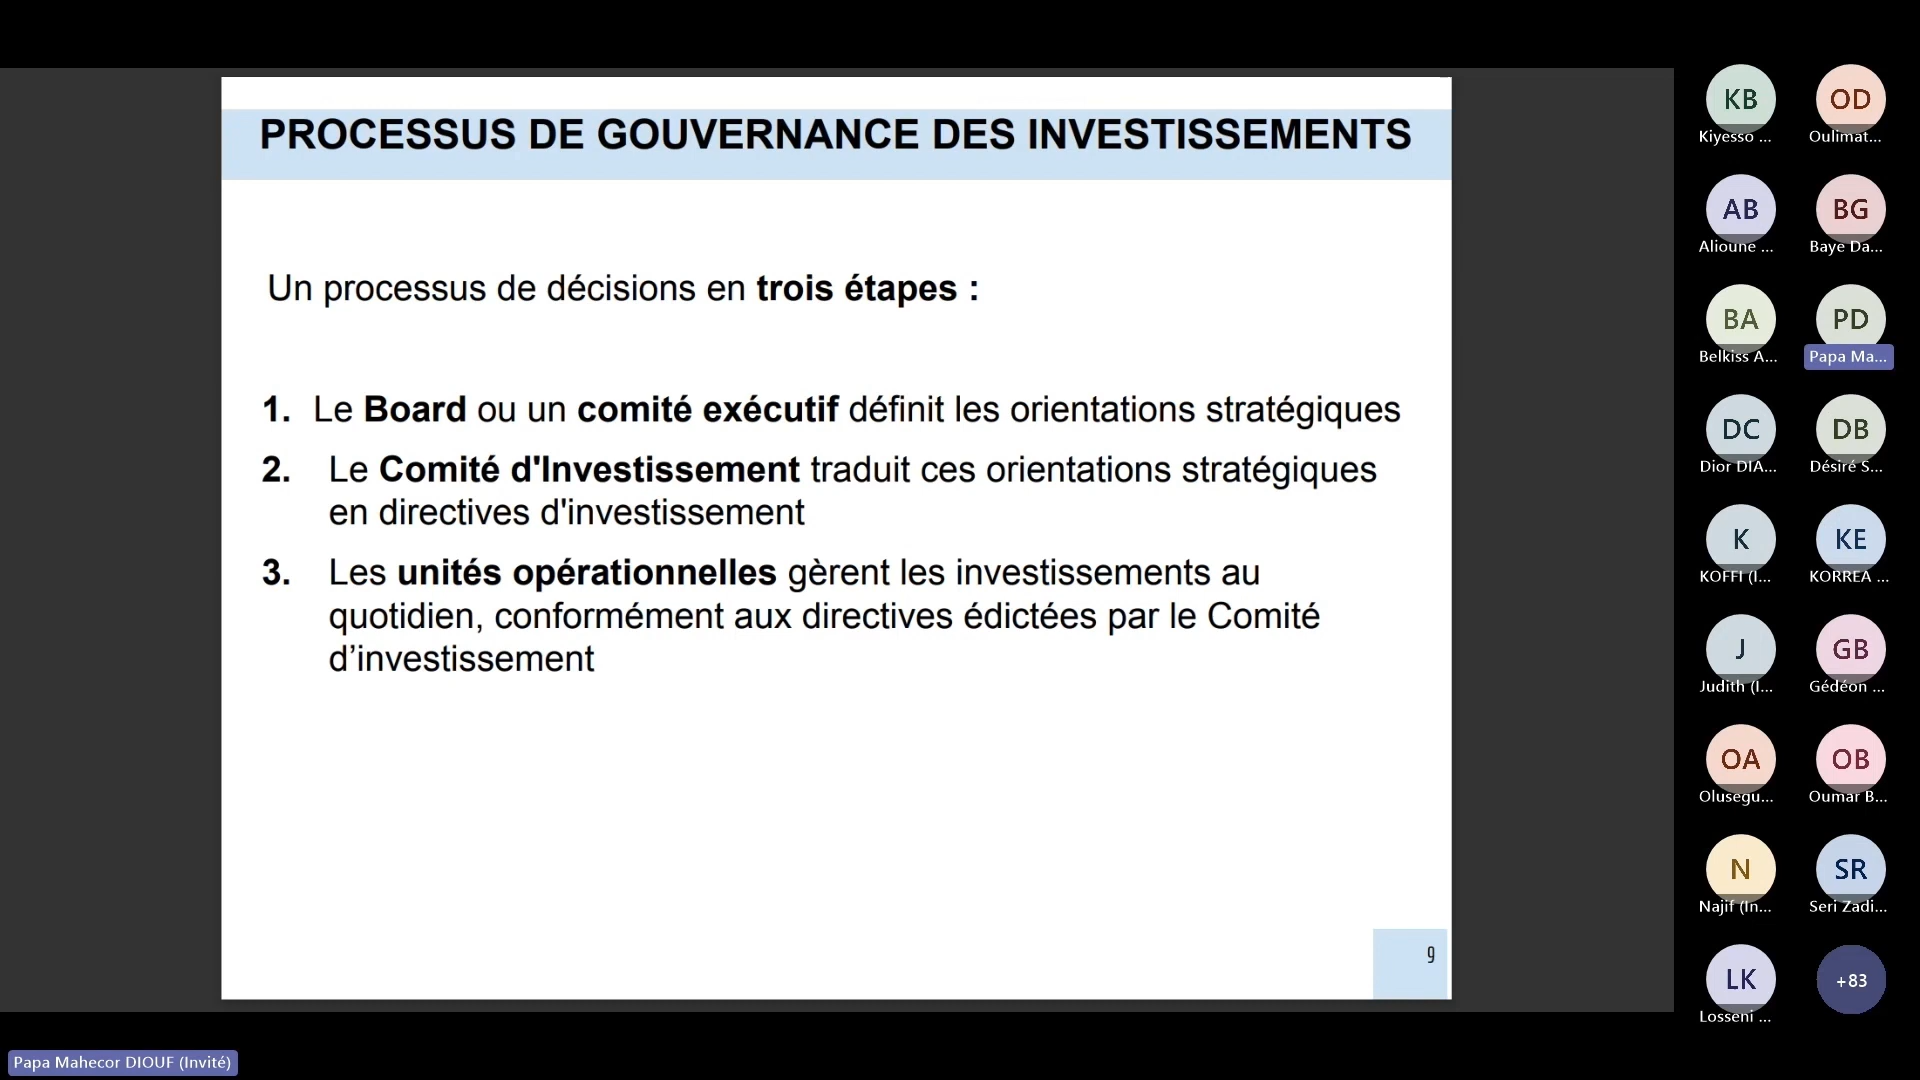 PROCESSUS DE GOUVERNANCE DES INVESTISSEMENTS
Un processus de décisions en trois étapes :
1. Le Board ou un comité exécutif définit les orientations stratégiques
2. Le Comité d'Investissement traduit ces orientations stratégiques
en directives d'investissement
3. Les unités opérationnelles gèrent les investissements au
quotidien, conformément aux directives édictées par le Comité
d’investissement
9
KB
Kiyesso ...
OD
Oulimat...
AB
Alioune ...
BG
Baye Da...
BA
Belkiss A...
PD
Papa Ma...
DC
Dior DIA...
DB
Désiré S...
K
KOFFI (I...
KE
KORREA ...
J
Judith (I...
GB
Gédéon ...
OA
Olusegu...
OB
Oumar B...
N
Najif (In...
SR
Seri Zadi...
LK
Losseni ...
+83
Papa Mahecor DIOUF (Invité)